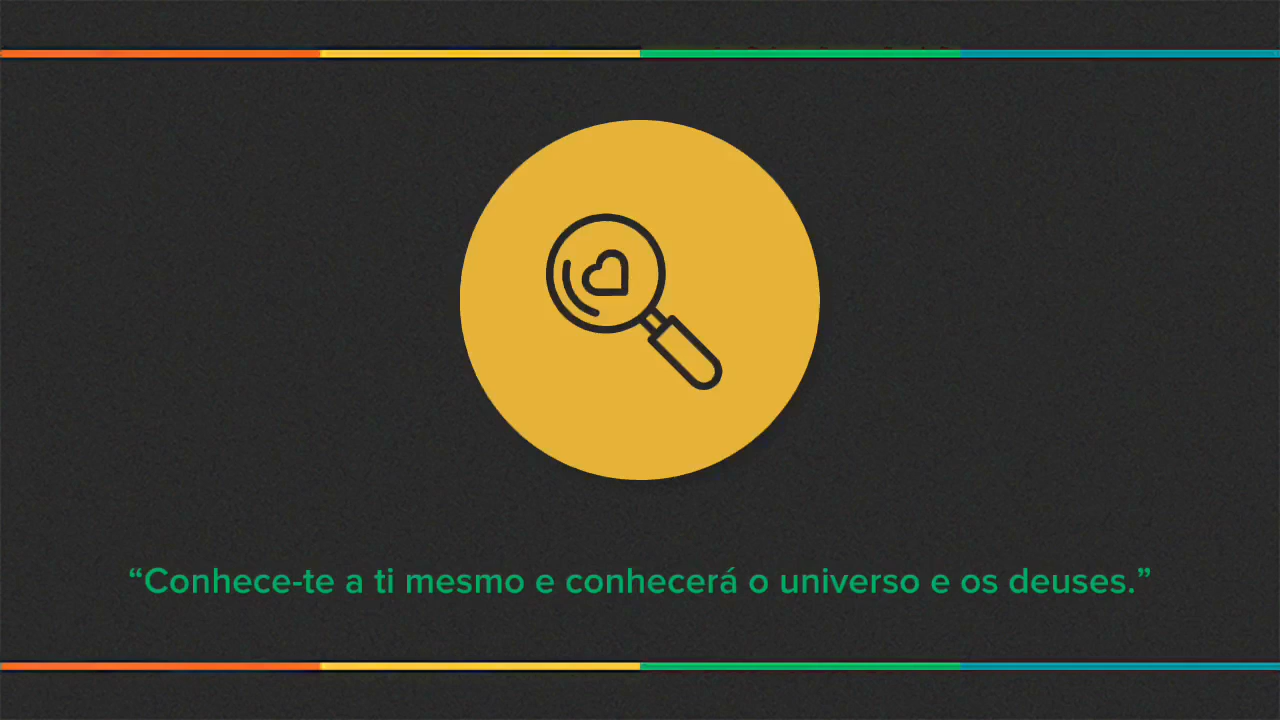 “Conhece-te a ti mesmo e conhecerá o universo e os deuses.”